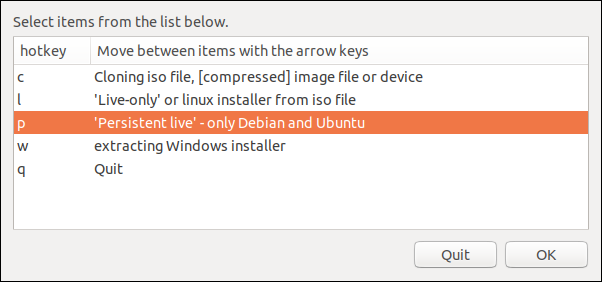 Select items from the list below.
hotkey Move between items with the arrow keys
c Cloning iso file, [compressed] image file or device
l 'Live-only' or linux installer from iso file
p 'Persistent live' - only Debian and Ubuntu
w extracting Windows installer
q Quit
Quit OK